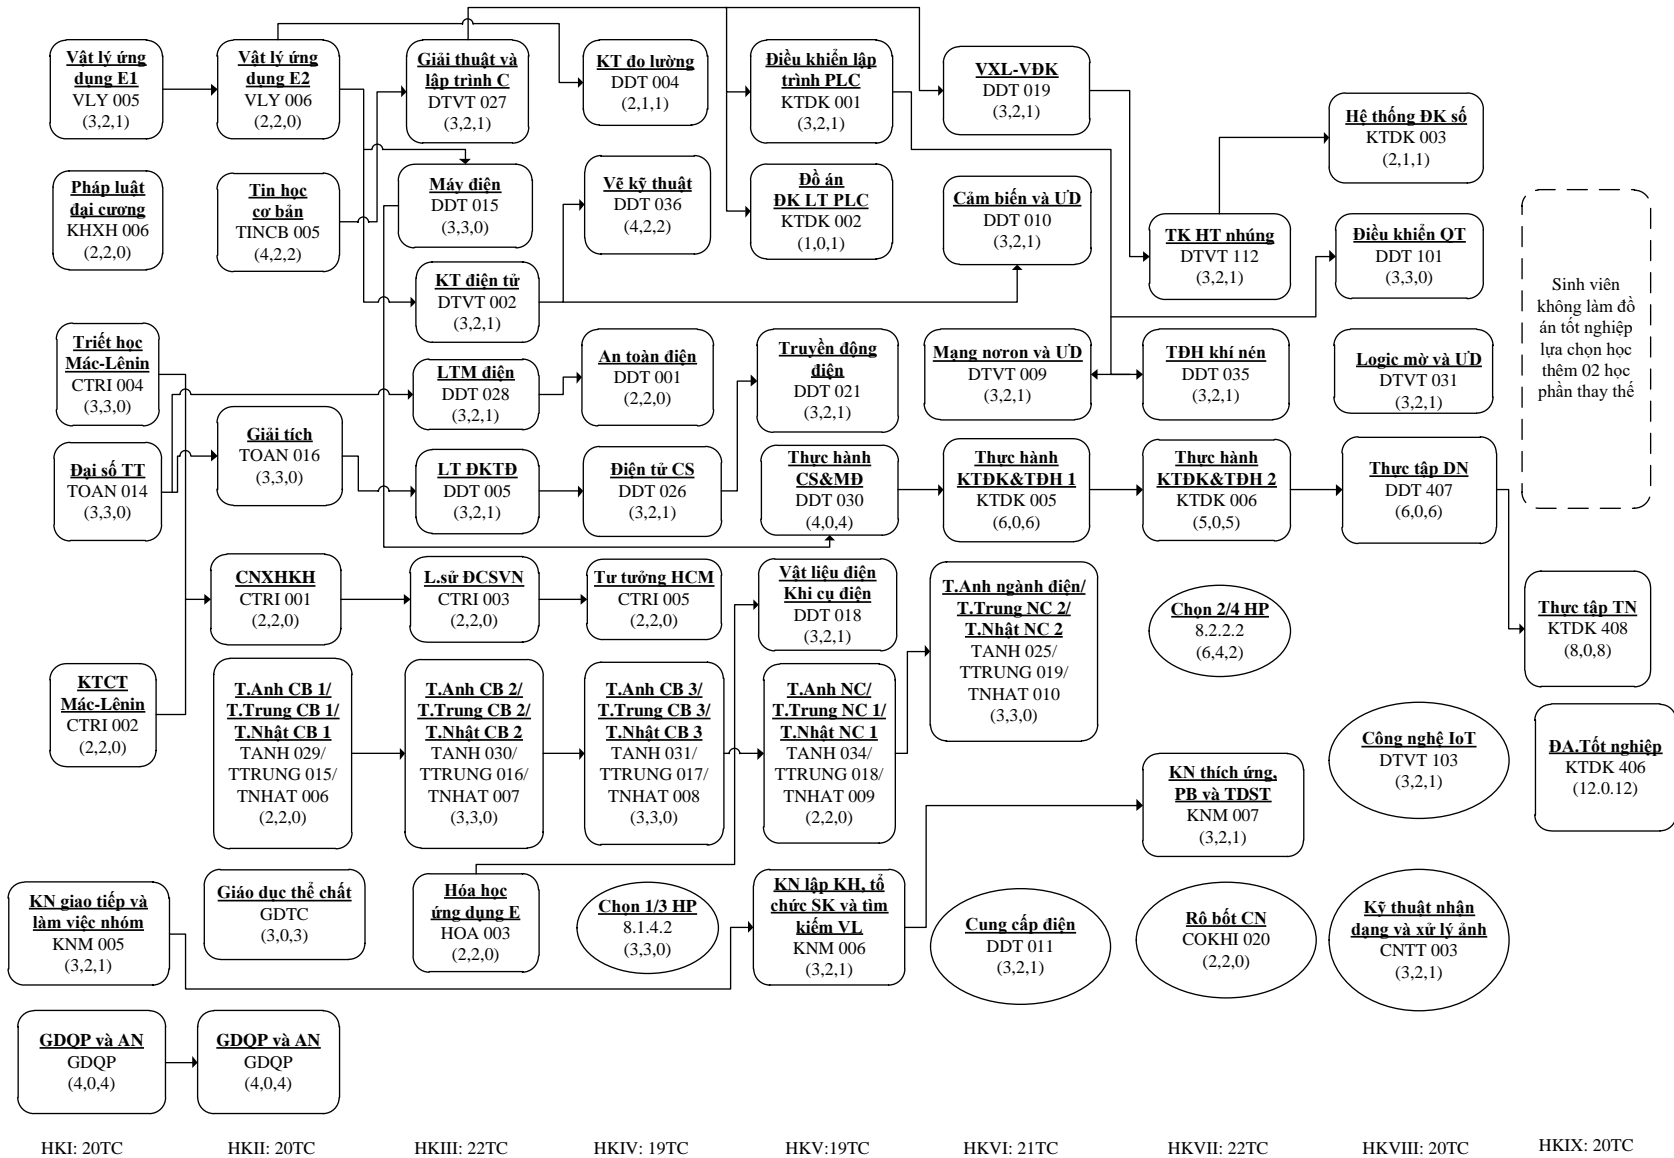 Vật lý ứng
dụng E1
VLY 005
(3,2,1)
Vật lý ứng
dụng E2
VLY 006
(2,2,0)
Giải thuật và
lập trình C
DTVT 027
(3,2,1)
KT đo lường
DDT 004
(2,1,1)
Điều khiển lập
trình PLC
KTDK 001
(3,2,1)
VXL-VĐK
DDT 019
(3,2,1)
Hệ thống ĐK số
KTDK 003
(2,1,1)
Pháp luật
đại cương
KHXH 006
(2,2,0)
Tin học
cơ bản
TINCB 005
(4,2,2)
Máy điện
DDT 015
(3,3,0)
Vẽ kỹ thuật
DDT 036
(4,2,2)
Đồ án
ĐK LT PLC
KTDK 002
(1,0,1)
Cảm biến và ƯD
DDT 010
(3,2,1)
TK HT nhúng
DTVT 112
(3,2,1)
Điều khiển QT
DDT 101
(3,3,0)
Sinh viên
không làm đồ
án tốt nghiệp
lựa chọn học
thêm 02 học
phần thay thế
KT điện tử
DTVT 002
(3,2,1)
Triết học
Mác-Lênin
CTRI 004
(3,3,0)
LTM điện
DDT 028
(3,2,1)
An toàn điện
DDT 001
(2,2,0)
Truyền động
điện
DDT 021
(3,2,1)
Mạng nơron và ƯD
DTVT 009
(3,2,1)
TĐH khí nén
DDT 035
(3,2,1)
Logic mờ và ƯD
DTVT 031
(3,2,1)
Đại số TT
TOAN 014
(3,3,0)
Giải tích
TOAN 016
(3,3,0)
LT ĐKTĐ
DDT 005
(3,2,1)
Điện tử CS
DDT 026
(3,2,1)
Thực hành
CS&MĐ
DDT 030
(4,0,4)
Thực hành
KTĐK&TĐH 1
KTDK 005
(6,0,6)
Thực hành
KTĐK&TĐH 2
KTDK 006
(5,0,5)
Thực tập DN
DDT 407
(6,0,6)
CNXHKH
CTRI 001
(2,2,0)
L.sử ĐCSVN
CTRI 003
(2,2,0)
Tư tưởng HCM
CTRI 005
(2,2,0)
Vật liệu điện
Khi cụ điện
DDT 018
(3,2,1)
T.Anh ngành điện/
T.Trung NC 2/
T.Nhật NC 2
TANH 025/
TTRUNG 019/
TNHAT 010
(3,3,0)
Chọn 2/4 HP
8.2.2.2
(6,4,2)
Thực tập TN
KTDK 408
(8,0,8)
KTCT
Mác-Lênin
CTRI 002
(2,2,0)
T.Anh CB 1/
T.Trung CB 1/
T.Nhật CB 1
TANH 029/
TTRUNG 015/
TNHAT 006
(2,2,0)
T.Anh CB 2/
T.Trung CB 2/
T.Nhật CB 2
TANH 030/
TTRUNG 016/
TNHAT 007
(3,3,0)
T.Anh CB 3/
T.Trung CB 3/
T.Nhật CB 3
TANH 031/
TTRUNG 017/
TNHAT 008
(3,3,0)
T.Anh NC/
T.Trung NC 1/
T.Nhật NC 1
TANH 034/
TTRUNG 018/
TNHAT 009
(2,2,0)
KN thích ứng,
PB và TDST
KNM 007
(3,2,1)
Công nghệ IoT
DTVT 103
(3,2,1)
ĐA.Tốt nghiệp
KTDK 406
(12.0.12)
KN giao tiếp và
làm việc nhóm
KNM 005
(3,2,1)
Giáo dục thể chất
GDTC
(3,0,3)
Hóa học
ứng dụng E
HOA 003
(2,2,0)
Chọn 1/3 HP
8.1.4.2
(3,3,0)
KN lập KH, tổ
chức SK và tìm
kiếm VL
KNM 006
(3,2,1)
Cung cấp điện
DDT 011
(3,2,1)
Rô bốt CN
COKHI 020
(2,2,0)
Kỹ thuật nhận
dạng và xử lý ảnh
CNTT 003
(3,2,1)
GDQP và AN
GDQP
(4,0,4)
GDQP và AN
GDQP
(4,0,4)
HKI: 20TC
HKII: 20TC
HKIII: 22TC
HKIV: 19TC
HKV:19TC
HKVI: 21TC
HKVII: 22TC
HKVIII: 20TC
HKIX: 20TC